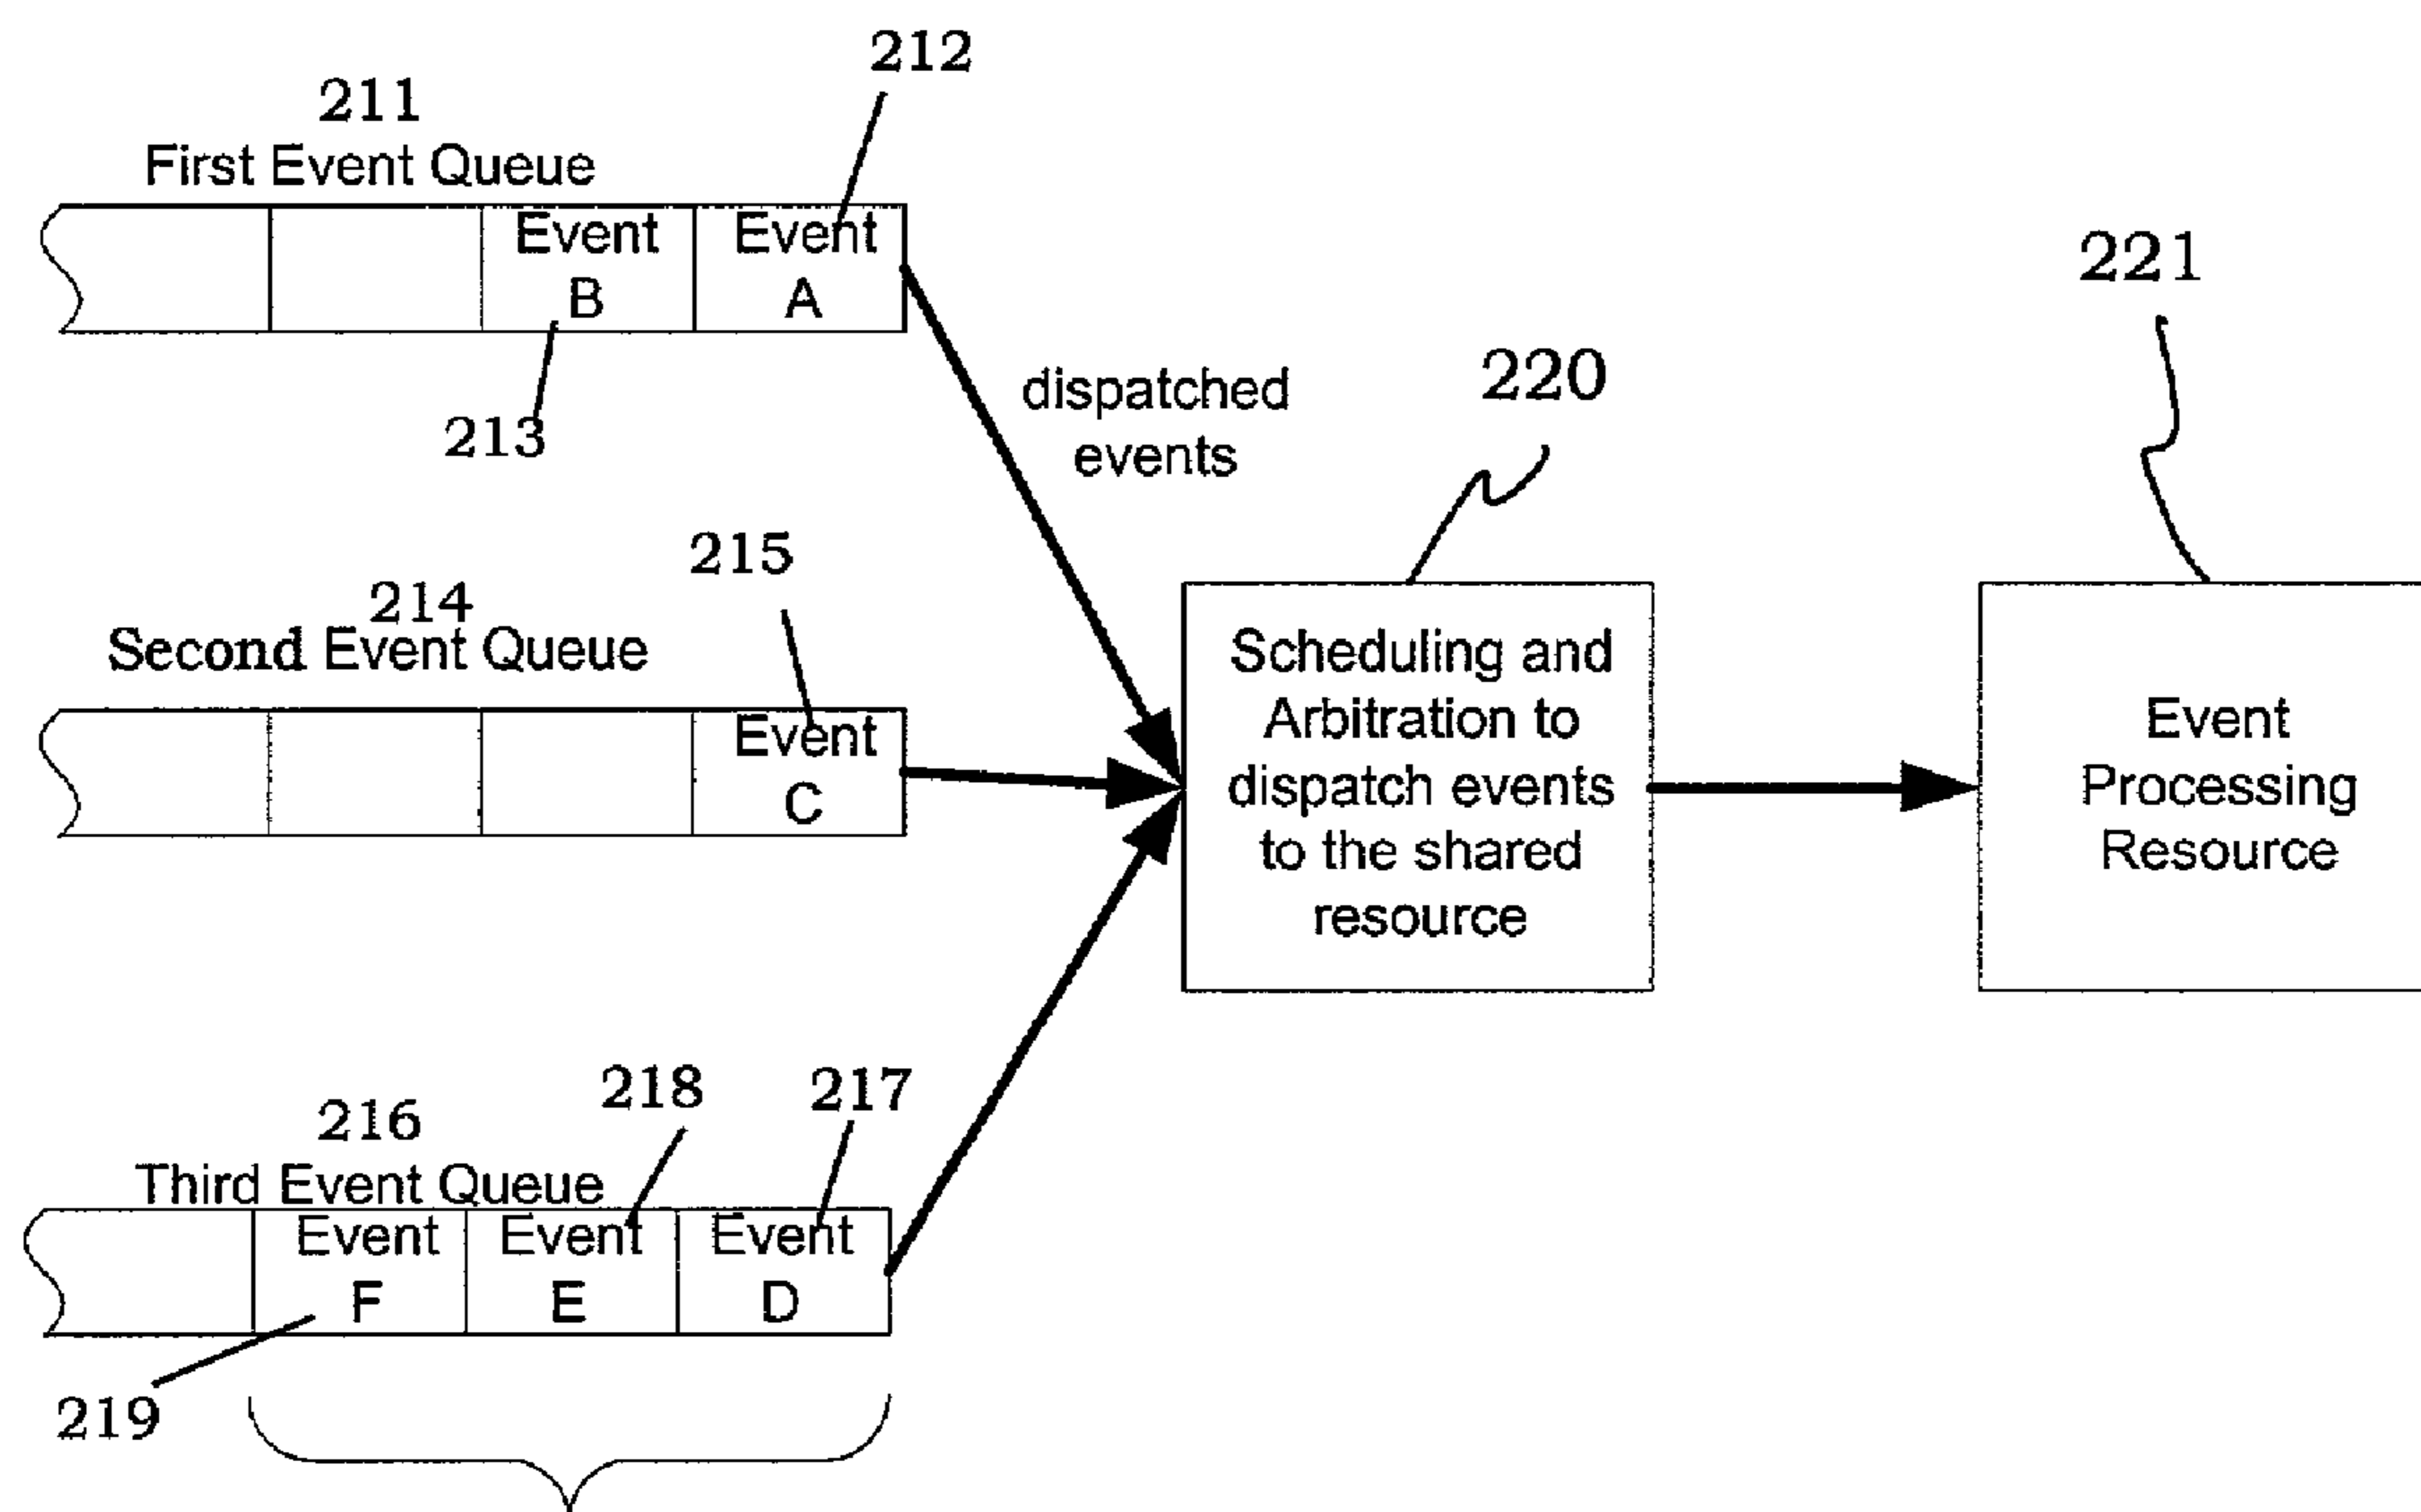 212
211
First Event Queue
Event
B
Event
A
213
dispatched
events
220
221
215
214
Second Event Queue
Event
C
Scheduling and
Arbitration to
dispatch events
to the shared
resource
Event
Processing
Resource
218
217
216
Third Event Queue
Event
F
Event
E
Event
D
219